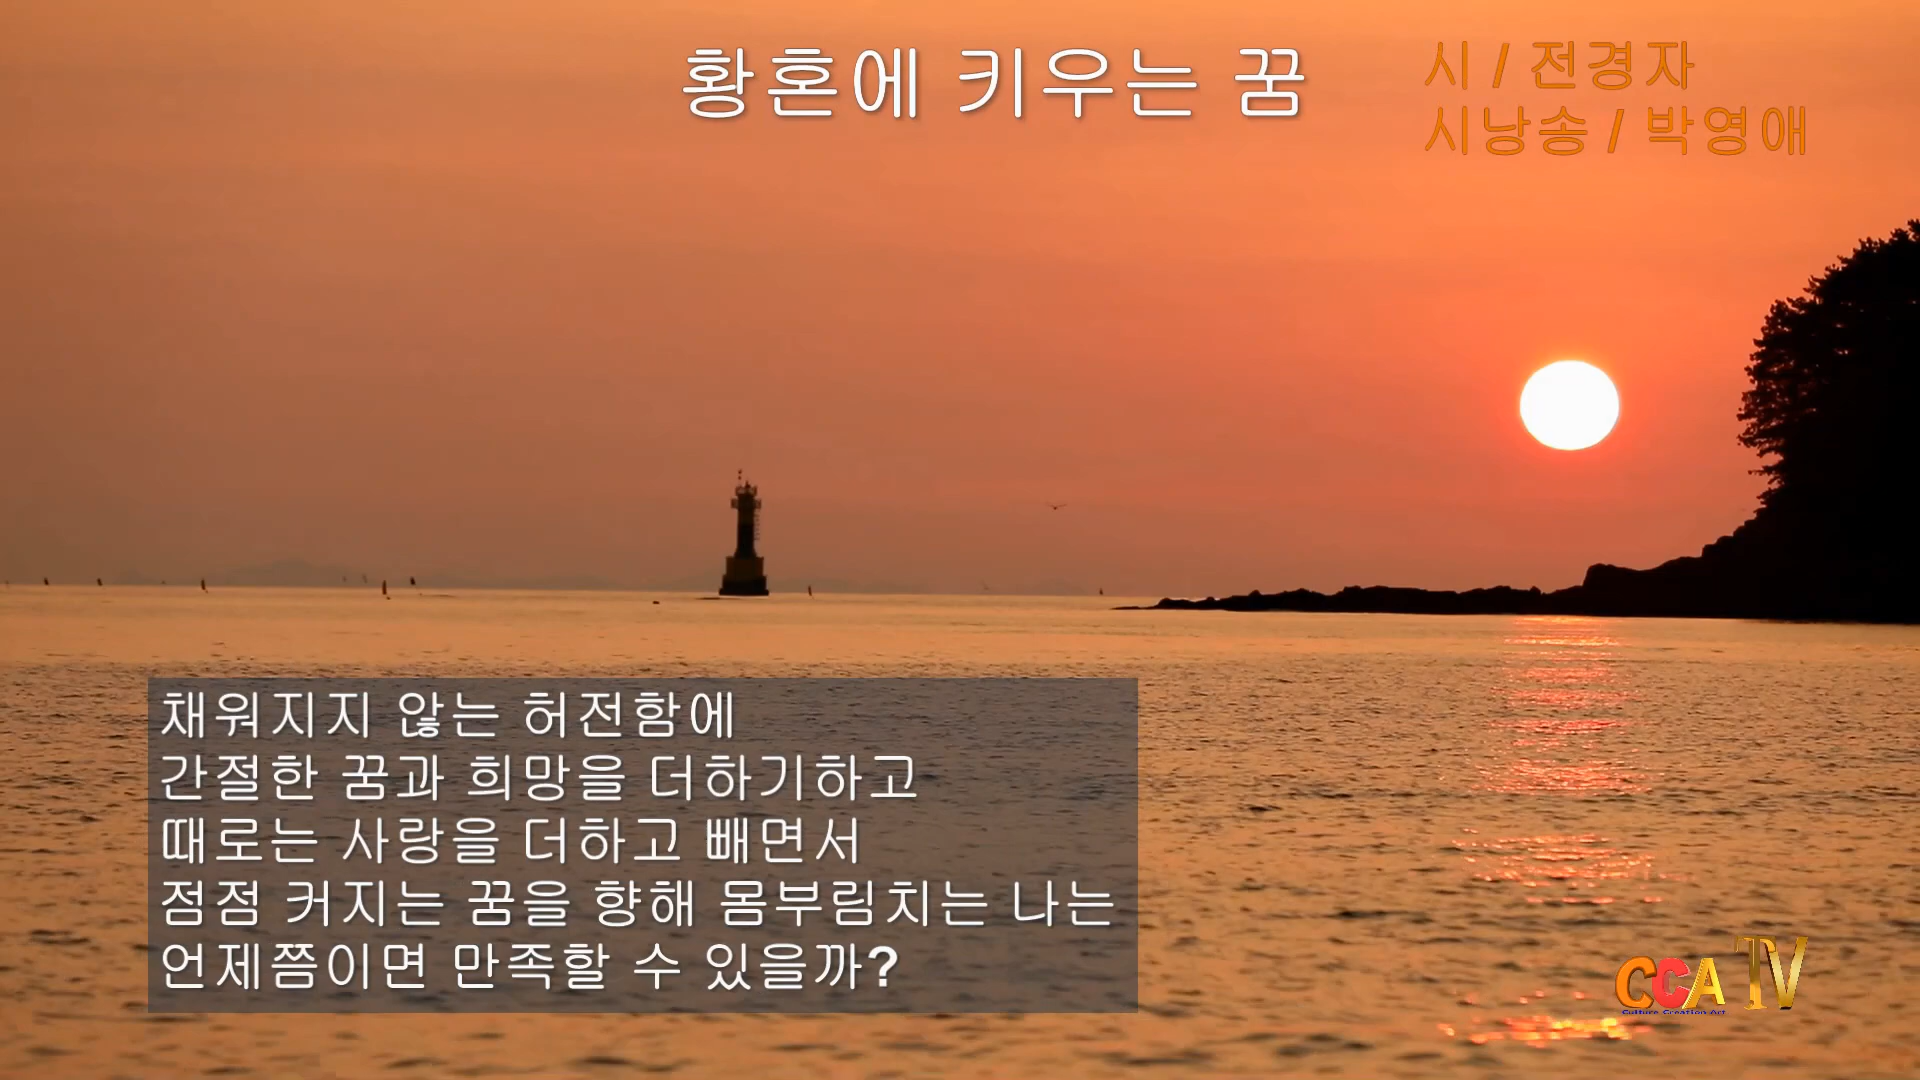 황혼에 키우는 꿈
시 / 전경자
시낭송 / 박영애
채워지지 않는 허전함에
간절한 꿈과 희망을 더하기하고
때로는 사랑을 더하고 빼면서
점점 커지는 꿈을 향해 몸부림치는 나는
언제쯤이면 만족할 수 있을까?
CCA TV
Culture Creation Art